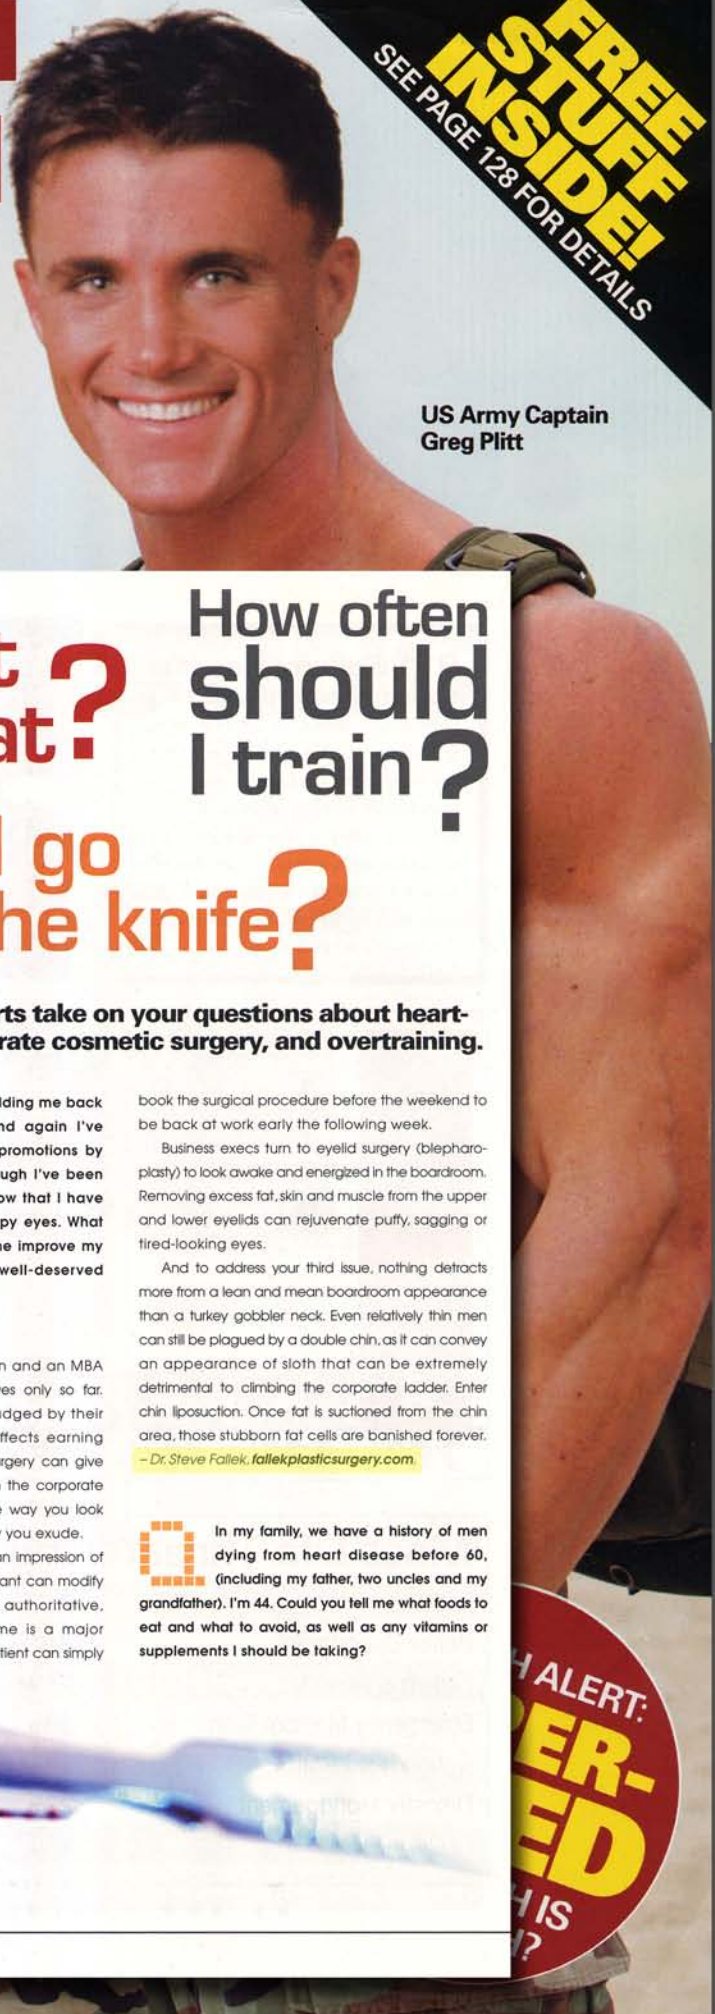 FREE
STUFF
INSIDE!
SEE PAGE 128 FOR DETAILS
US Army Captain
Greg Plitt
t
at?
How often
should
I train?
go
he knife?
rts take on your questions about heart-
rate cosmetic surgery, and overtraining.
lding me back
nd again I've
promotions by
ugh I've been
ow that I have
py eyes. What
ne improve my
well-deserved
n and an MBA
es only so far.
dged by their
ffects earning
rgery can give
the corporate
way you look
you exude.
n impression of
ant can modify
authoritative,
me is a major
tient can simply
book the surgical procedure before the weekend to
be back at work early the following week.
Business execs turn to eyelid surgery (blepharo-
plasty) to look awake and energized in the boardroom.
Removing excess fat, skin and muscle from the upper
and lower eyelids can rejuvenate puffy, sagging or
tired-looking eyes.
And to address your third issue, nothing detracts
more from a lean and mean boardroom appearance
than a turkey gobbler neck. Even relatively thin men
can still be plagued by a double chin, as it can convey
an appearance of sloth that can be extremely
detrimental to climbing the corporate ladder. Enter
chin liposuction. Once fat is suctioned from the chin
area, those stubborn fat cells are banished forever.
– Dr. Steve Fallek, fallekplasticsurgery.com.
Q In my family, we have a history of men
dying from heart disease before 60,
(including my father, two uncles and my
grandfather). I'm 44. Could you tell me what foods to
eat and what to avoid, as well as any vitamins or
supplements I should be taking?
H ALERT:
ER-
ED
H IS
H?